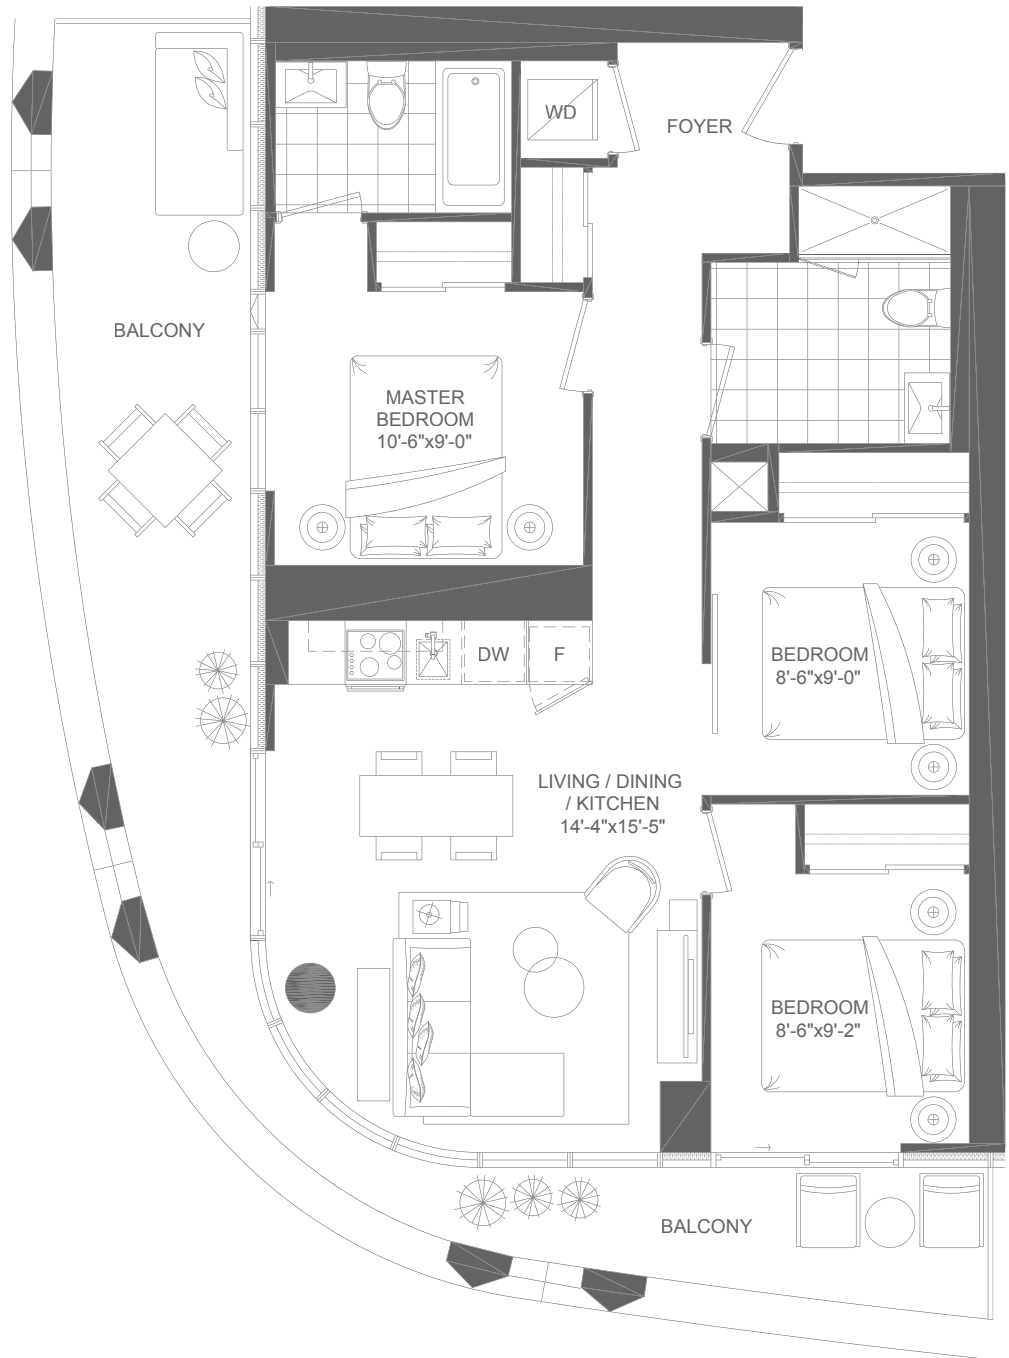 WD
FOYER
BALCONY
MASTER
BEDROOM
10'-6"x9'-0"
DW
F
BEDROOM
8'-6"x9'-0"
LIVING / DINING
/ KITCHEN
14'-4"x15'-5"
BEDROOM
8'-6"x9'-2"
BALCONY